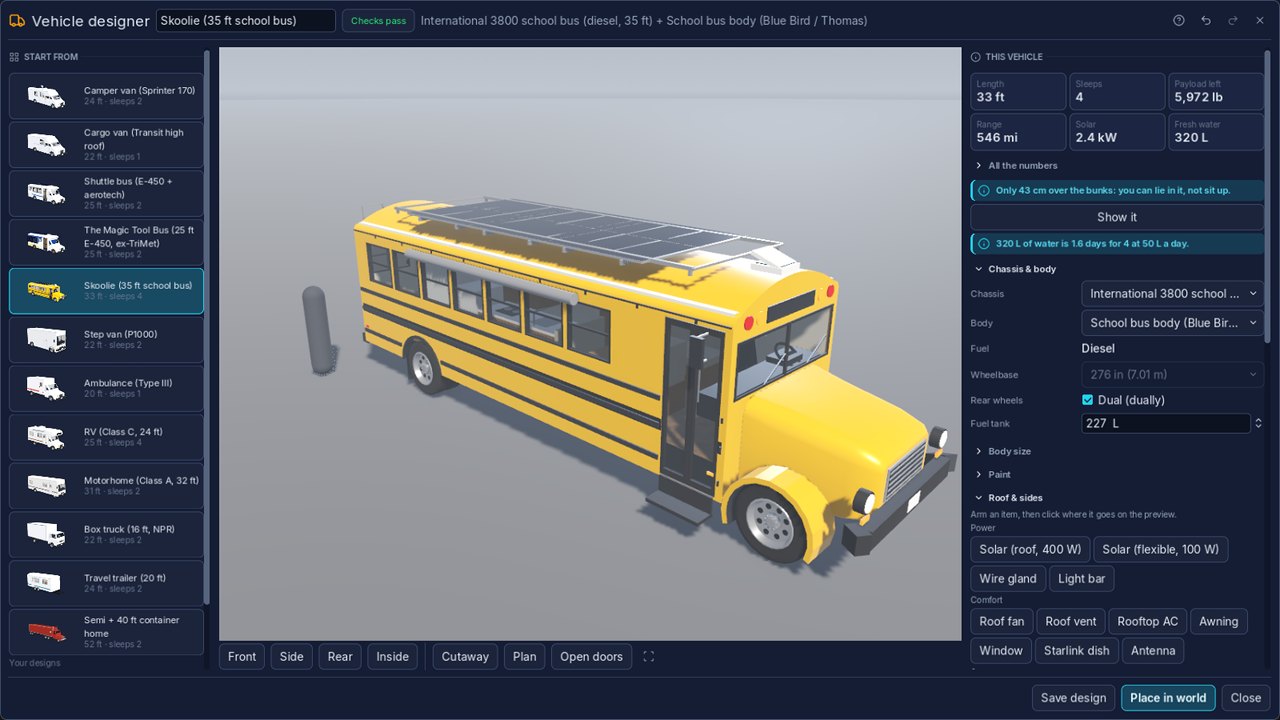 Vehicle designer
Skoolie (35 ft school bus)
Checks pass
International 3800 school bus (diesel, 35 ft) + School bus body (Blue Bird / Thomas)
START FROM
Camper van (Sprinter 170)
24 ft · sleeps 2
Cargo van (Transit high
roof)
22 ft · sleeps 1
Shuttle bus (E-450 +
aerotech)
25 ft · sleeps 2
The Magic Tool Bus (25 ft
E-450, ex-TriMet)
25 ft · sleeps 2
Skoolie (35 ft school bus)
33 ft · sleeps 4
Step van (P1000)
22 ft · sleeps 2
Ambulance (Type III)
20 ft · sleeps 1
RV (Class C, 24 ft)
25 ft · sleeps 4
Motorhome (Class A, 32 ft)
31 ft · sleeps 2
Box truck (16 ft, NPR)
22 ft · sleeps 2
Travel trailer (20 ft)
24 ft · sleeps 2
Semi + 40 ft container
home
52 ft · sleeps 2
Your designs
Front
Side
Rear
Inside
Cutaway
Plan
Open doors
THIS VEHICLE
Length
33 ft
Sleeps
4
Payload left
5,972 lb
Range
546 mi
Solar
2.4 kW
Fresh water
320 L
All the numbers
Only 43 cm over the bunks: you can lie in it, not sit up.
Show it
320 L of water is 1.6 days for 4 at 50 L a day.
Chassis & body
Chassis
International 3800 school ...
Body
School bus body (Blue Bir...
Fuel
Diesel
Wheelbase
276 in (7.01 m)
Rear wheels
Dual (dually)
Fuel tank
227 L
Body size
Paint
Roof & sides
Arm an item, then click where it goes on the preview.
Power
Solar (roof, 400 W)
Solar (flexible, 100 W)
Wire gland
Light bar
Comfort
Roof fan
Roof vent
Rooftop AC
Awning
Window
Starlink dish
Antenna
Save design
Place in world
Close